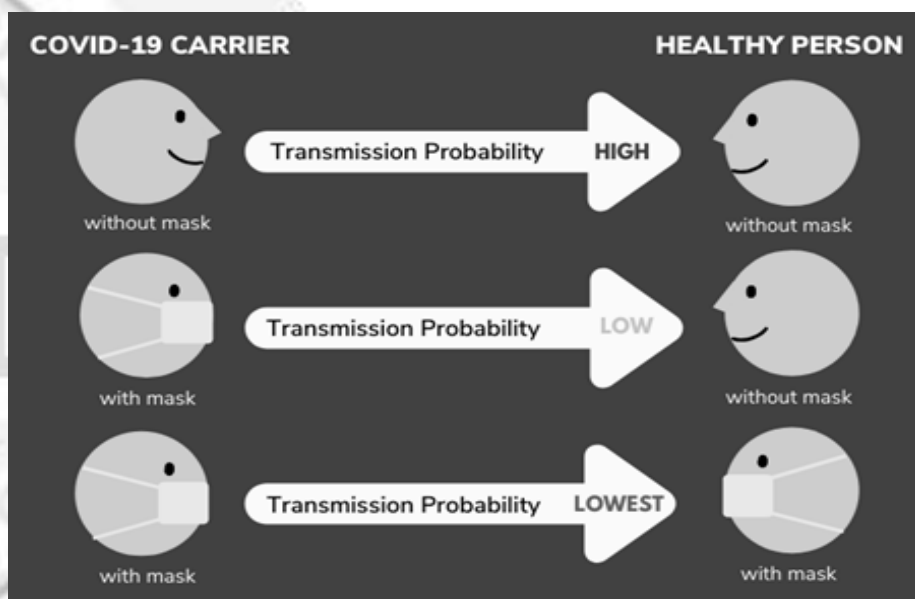 COVID-19 CARRIER
HEALTHY PERSON
Transmission Probability HIGH
without mask
without mask
Transmission Probability LOW
with mask
without mask
Transmission Probability LOWEST
with mask
with mask